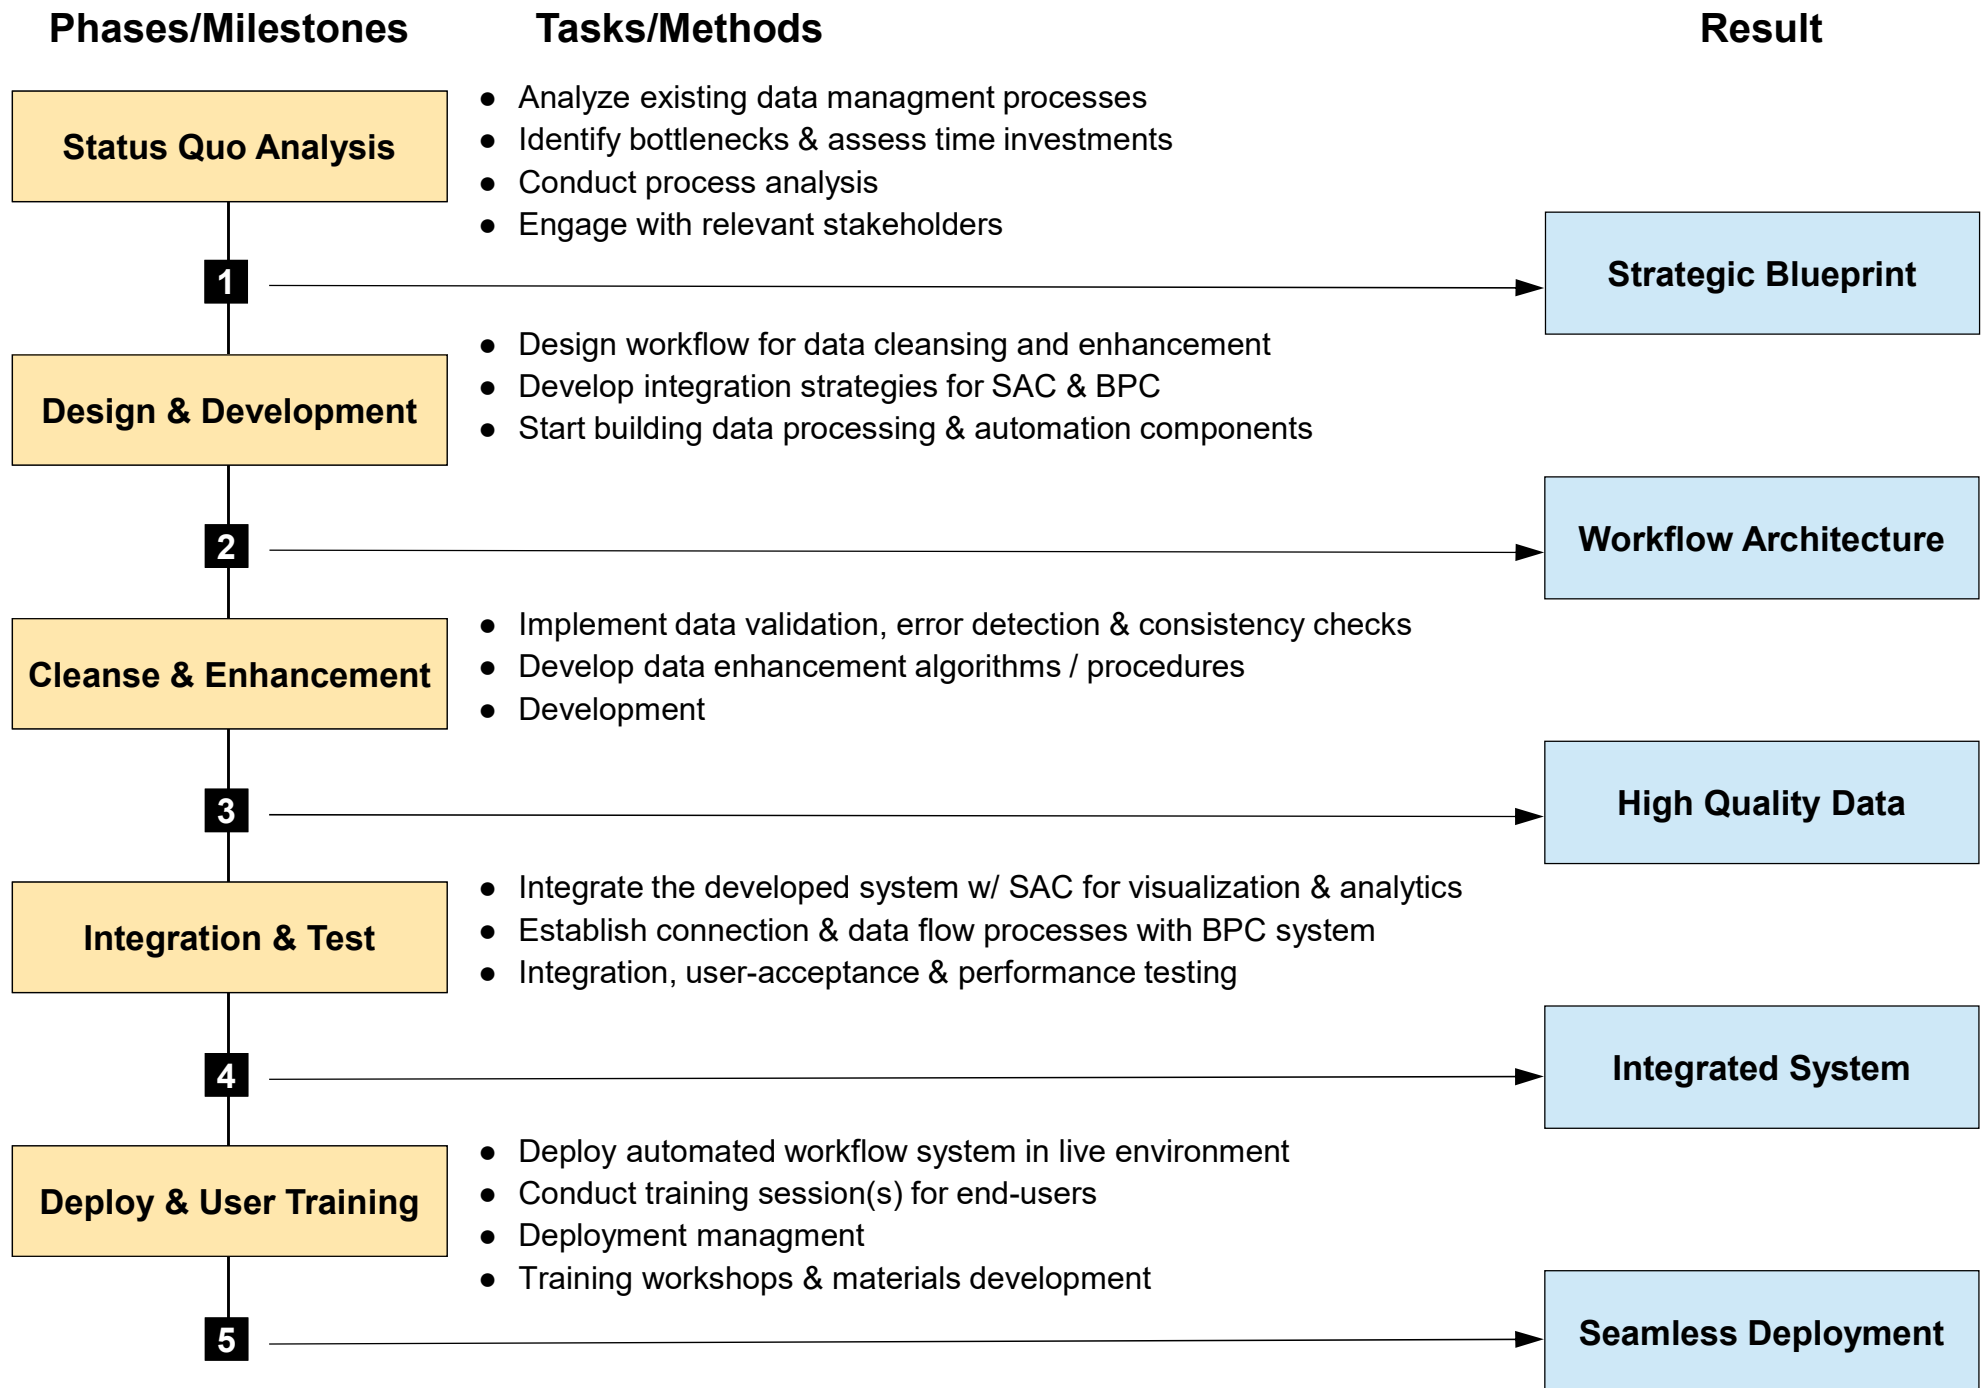 Phases/Milestones Tasks/Methods Result
Status Quo Analysis
● Analyze existing data managment processes
● Identify bottlenecks & assess time investments
● Conduct process analysis
● Engage with relevant stakeholders
1
Strategic Blueprint
Design & Development
● Design workflow for data cleansing and enhancement
● Develop integration strategies for SAC & BPC
● Start building data processing & automation components
2
Workflow Architecture
Cleanse & Enhancement
● Implement data validation, error detection & consistency checks
● Develop data enhancement algorithms / procedures
● Development
3
High Quality Data
Integration & Test
● Integrate the developed system w/ SAC for visualization & analytics
● Establish connection & data flow processes with BPC system
● Integration, user-acceptance & performance testing
4
Integrated System
Deploy & User Training
● Deploy automated workflow system in live environment
● Conduct training session(s) for end-users
● Deployment managment
● Training workshops & materials development
5
Seamless Deployment